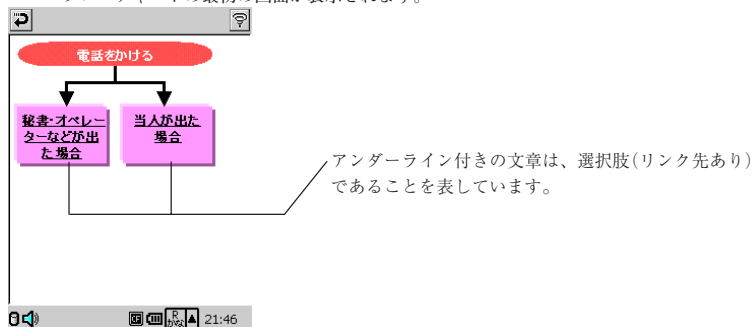 電話をかける
秘書・オペレー
ターなどが出
た場合
当人が出た
場合
アンダーライン付きの文章は、選択肢(リンク先あり)
であることを表しています。
R
かな
21:46